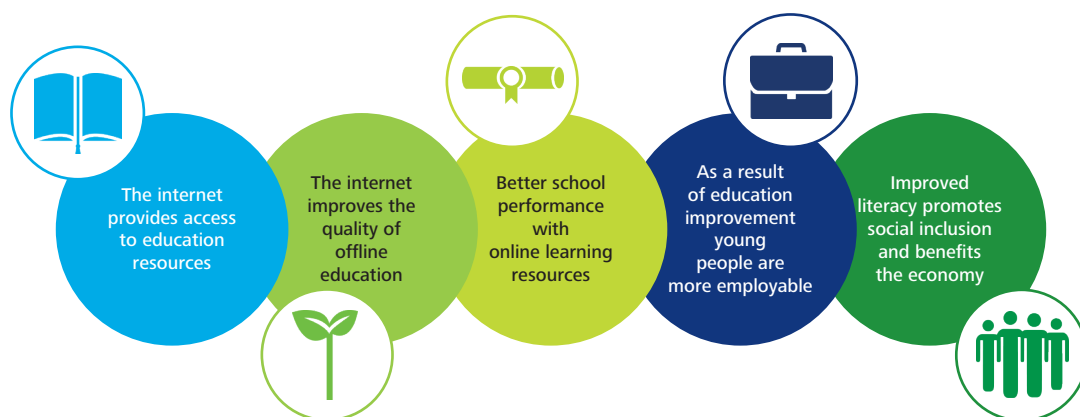 The internet
provides access
to education
resources
The internet
improves the
quality of
offline
education
Better school
performance
with
online learning
resources
As a result
of education
improvement
young
people are
more employable
Improved
literacy promotes
social inclusion
and benefits
the economy